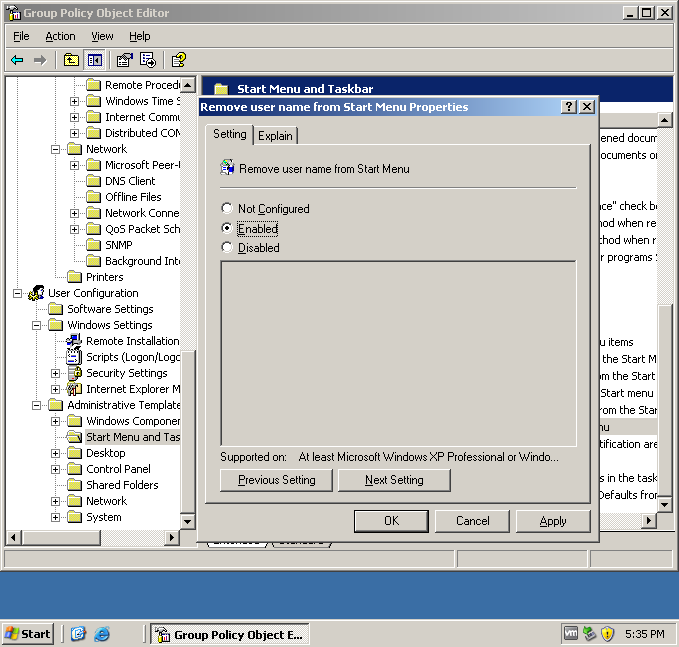 Group Policy Object Editor
File Action View Help
Remote Procedu
Windows Time S
Internet Commu
Distributed COM
Network
Microsoft Peer-
DNS Client
Offline Files
Network Conne
QoS Packet Sch
SNMP
Background Inte
Printers
User Configuration
Software Settings
Windows Settings
Remote Installation
Scripts (Logon/Logo
Security Settings
Internet Explorer M
Administrative Template
Windows Componen
Start Menu and Tas
Desktop
Control Panel
Shared Folders
Network
System
Start Menu and Taskbar
Remove user name from Start Menu Properties
Setting Explain
Remove user name from Start Menu
Not Configured
Enabled
Disabled
Supported on: At least Microsoft Windows XP Professional or Windo...
Previous Setting Next Setting
OK Cancel Apply
ened docum
ocuments o
ace" check b
hod when re
hod when r
r programs S
u items
the Start M
om the Start
Start menu
from the Star
nu
tification are
s in the task
Defaults fro
Extended Standard
Start Group Policy Object E... 5:35 PM